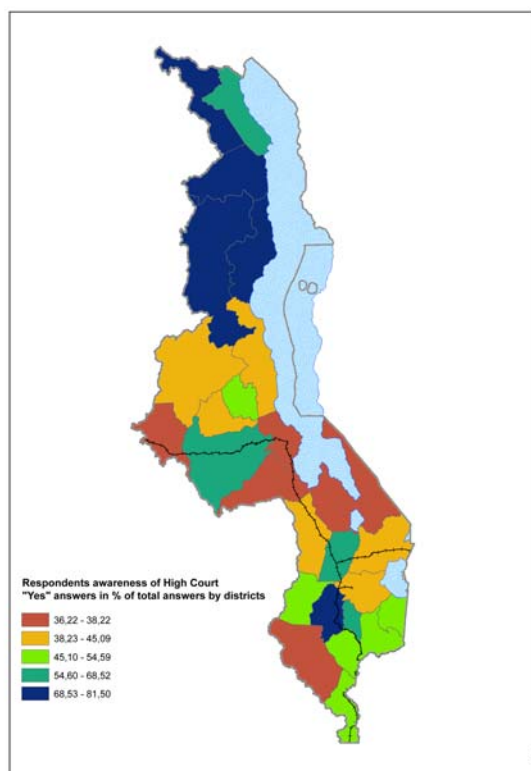 Respondents awareness of High Court
"Yes" answers in % of total answers by districts
36,22 - 38,22
38,23 - 45,09
45,10 - 54,59
54,60 - 68,52
68,53 - 81,50